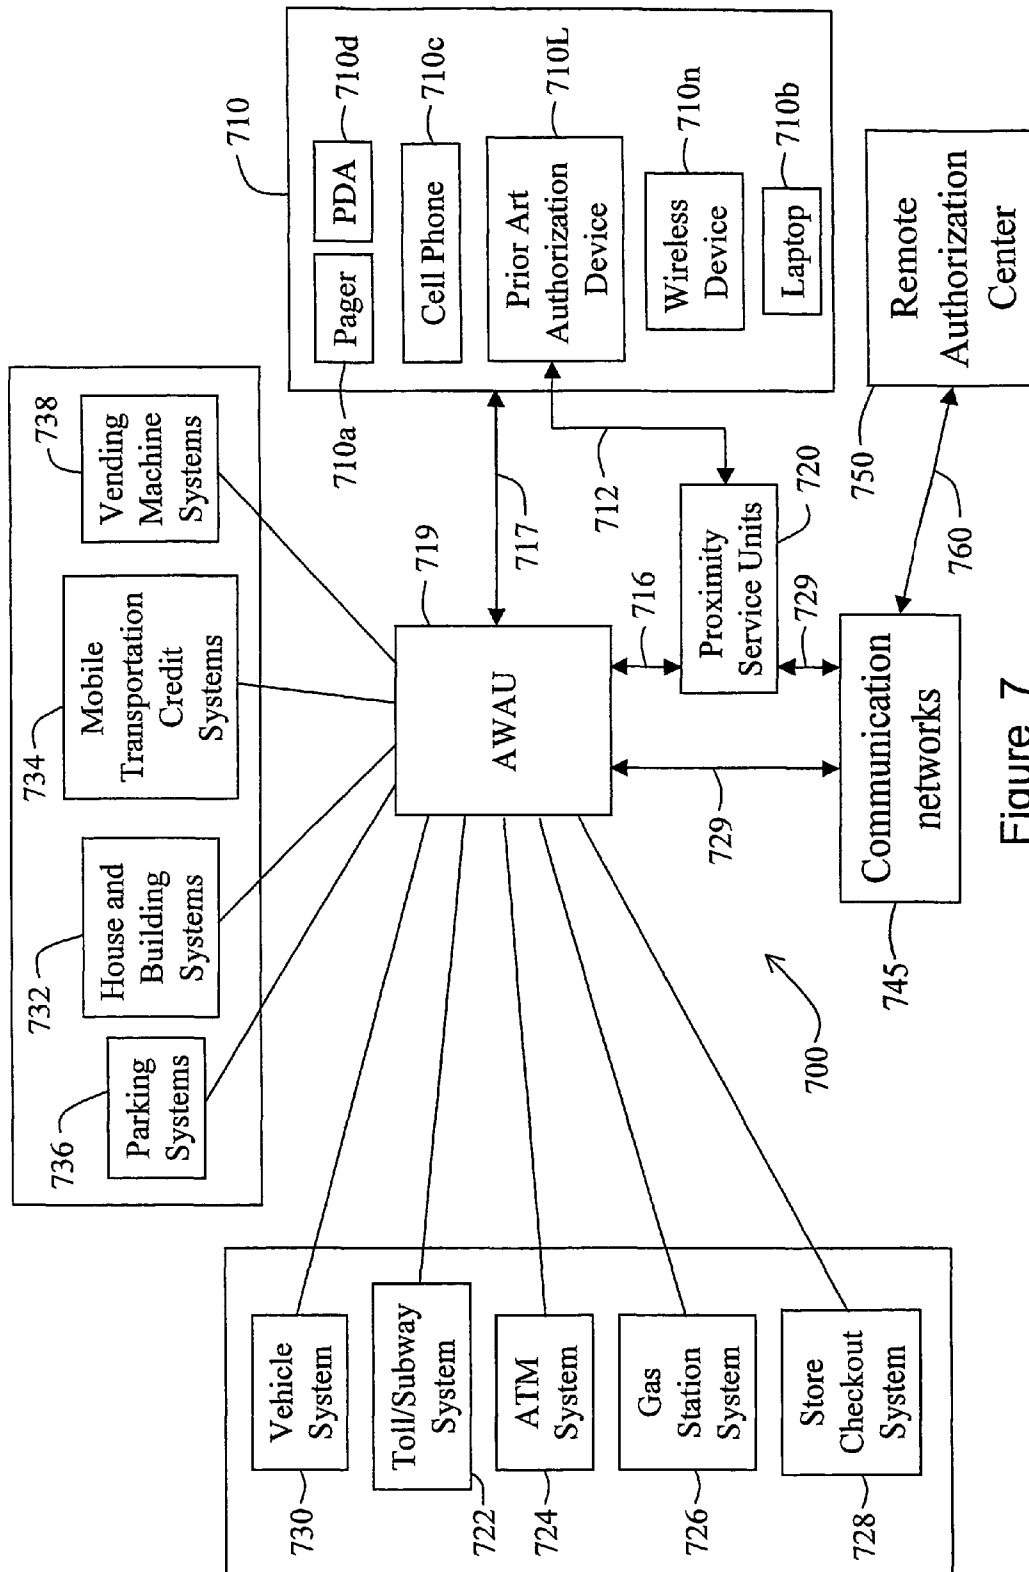 738
Vending
Machine
Systems
734
Mobile
Transportation
Credit
Systems
732
House and
Building
Systems
736
Parking
Systems
710
Pager
710a
PDA
710d
Cell Phone
710c
Prior Art
Authorization
Device
710L
Wireless
Device
710n
Laptop
710b
719
AWAU
717
712
716
Proximity
Service Units
720
729
729
Communication
networks
745
760
750
Remote
Authorization
Center
Vehicle
System
730
Toll/Subway
System
722
ATM
System
724
Gas
Station
System
726
Store
Checkout
System
728
700
Figure 7